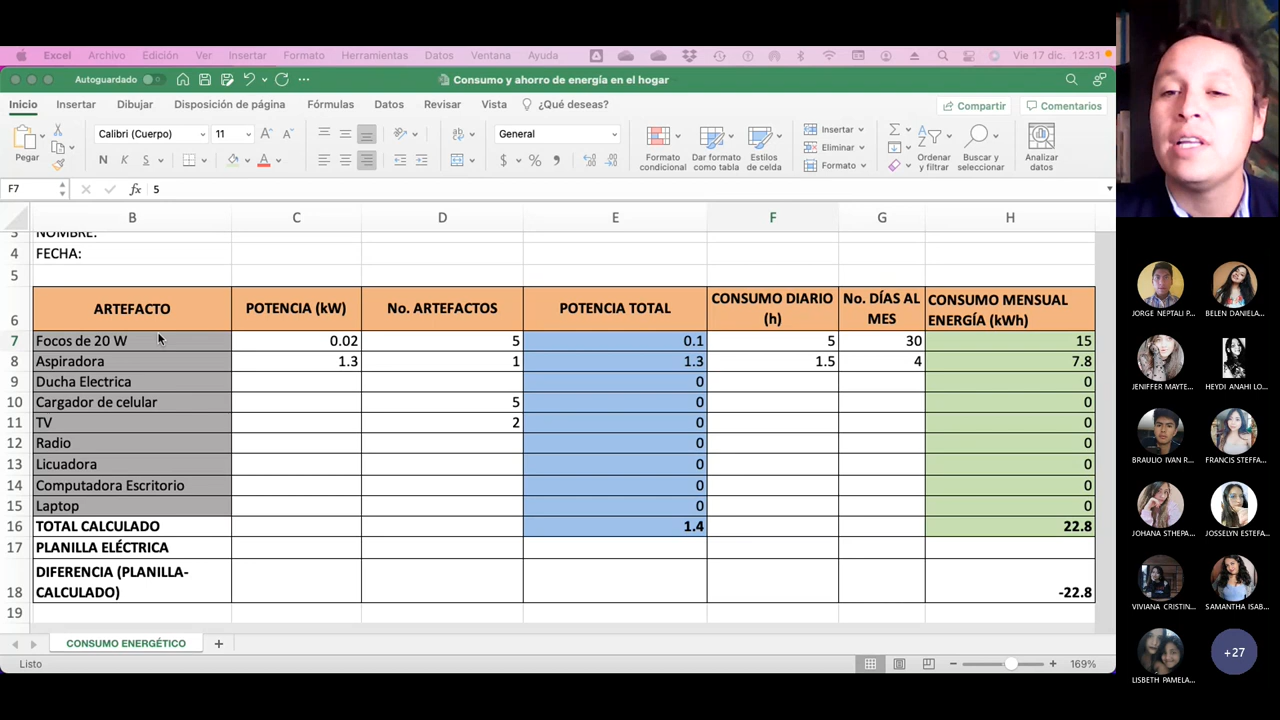 Excel Archivo Edición Ver Insertar Formato Herramientas Datos Ventana Ayuda Vie 17 dic. 12:31
Autoguardado Consumo y ahorro de energía en el hogar
Inicio Insertar Dibujar Disposición de página Fórmulas Datos Revisar Vista ¿Qué deseas? Compartir Comentarios
Pegar
Calibri (Cuerpo) 11
N K S
General
Formato condicional
Dar formato como tabla
Estilos de celda
Insertar
Eliminar
Formato
Ordenar y filtrar
Buscar y seleccionar
Analizar datos
F7 fx 5
B C D E F G H
3 NOMBRE:
4 FECHA:
5
6 ARTEFACTO POTENCIA (kW) No. ARTEFACTOS POTENCIA TOTAL CONSUMO DIARIO (h) No. DÍAS AL MES CONSUMO MENSUAL ENERGÍA (kWh)
7 Focos de 20 W 0.02 5 0.1 5 30 15
8 Aspiradora 1.3 1 1.3 1.5 4 7.8
9 Ducha Electrica 0 0
10 Cargador de celular 5 0 0
11 TV 2 0 0
12 Radio 0 0
13 Licuadora 0 0
14 Computadora Escritorio 0 0
15 Laptop 0 0
16 TOTAL CALCULADO 1.4 22.8
17 PLANILLA ELÉCTRICA
18 DIFERENCIA (PLANILLA-CALCULADO) -22.8
19
CONSUMO ENERGÉTICO
Listo 169%
JORGE NEPTALI P... BELEN DANIELA...
JENIFFER MAYTE... HEYDI ANAHI LO...
BRAULIO IVAN R... FRANCIS STEFFA...
JOHANA STHEPA... JOSSELYN ESTEFA...
VIVIANA CRISTIN... SAMANTHA ISAB...
LISBETH PAMELA... +27